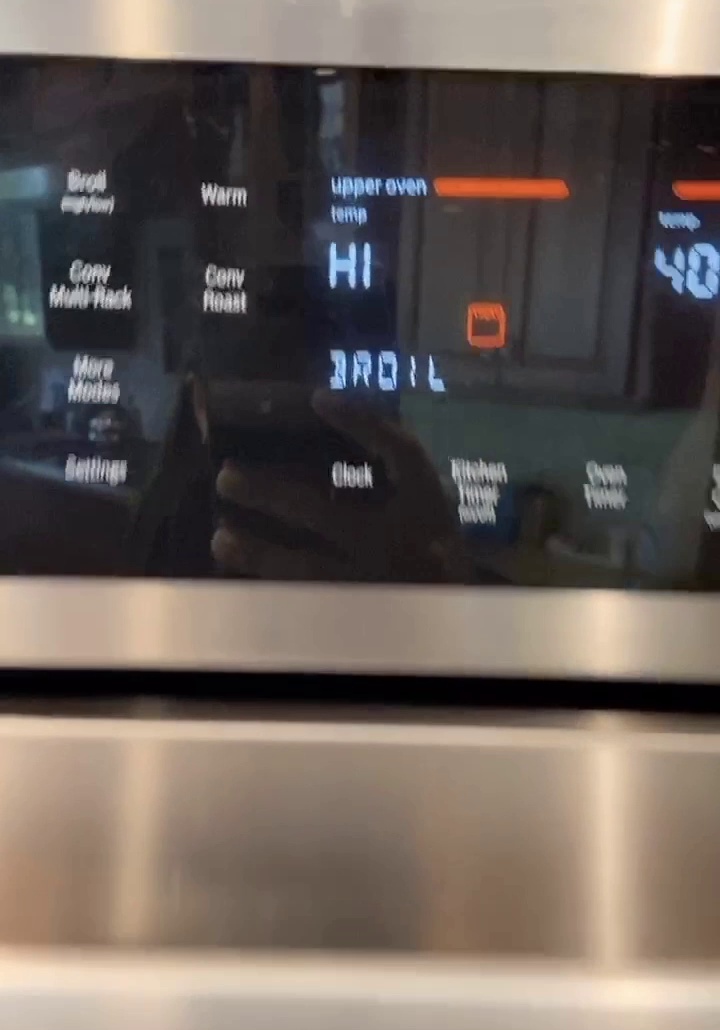 Broil
Warm
upper oven
temp
temp
HI
40
Conv
Multi-Rack
Conv
Roast
BROIL
More
Modes
Settings
Clock
Kitchen
Timer
Oven
Timer